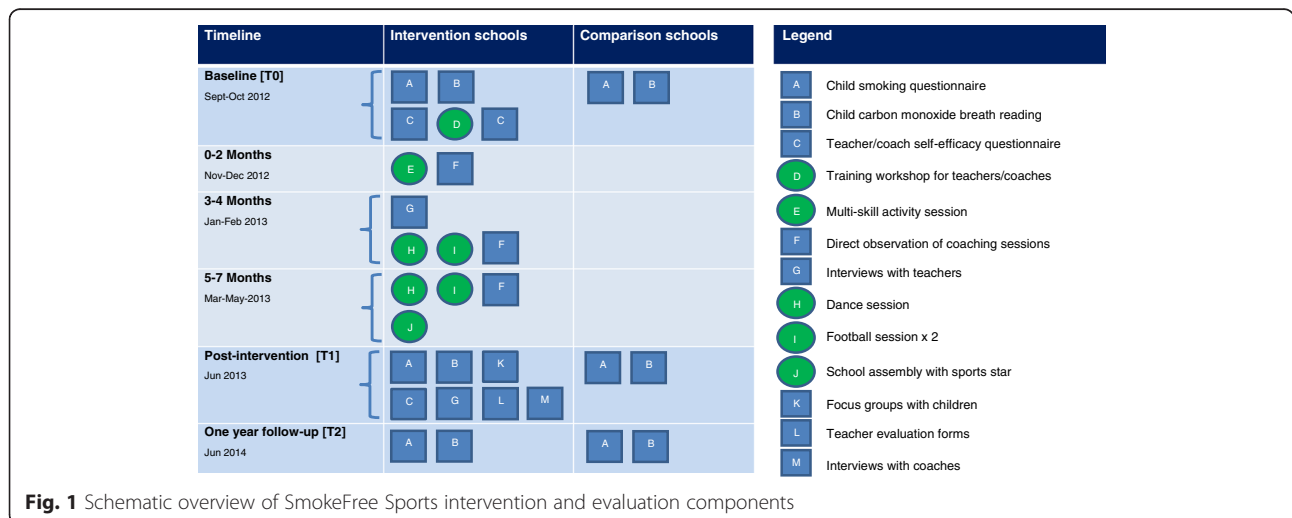 Timeline Intervention schools Comparison schools
Baseline [T0]
Sept-Oct 2012
A B A B
C D C
0-2 Months
Nov-Dec 2012
E F
3-4 Months
Jan-Feb 2013
G
H I F
5-7 Months
Mar-May-2013
H I F
J
Post-intervention [T1]
Jun 2013
A B K A B
C G L M
One year follow-up [T2]
Jun 2014
A B A B
Legend
A Child smoking questionnaire
B Child carbon monoxide breath reading
C Teacher/coach self-efficacy questionnaire
D Training workshop for teachers/coaches
E Multi-skill activity session
F Direct observation of coaching sessions
G Interviews with teachers
H Dance session
I Football session x 2
J School assembly with sports star
K Focus groups with children
L Teacher evaluation forms
M Interviews with coaches
Fig. 1 Schematic overview of SmokeFree Sports intervention and evaluation components